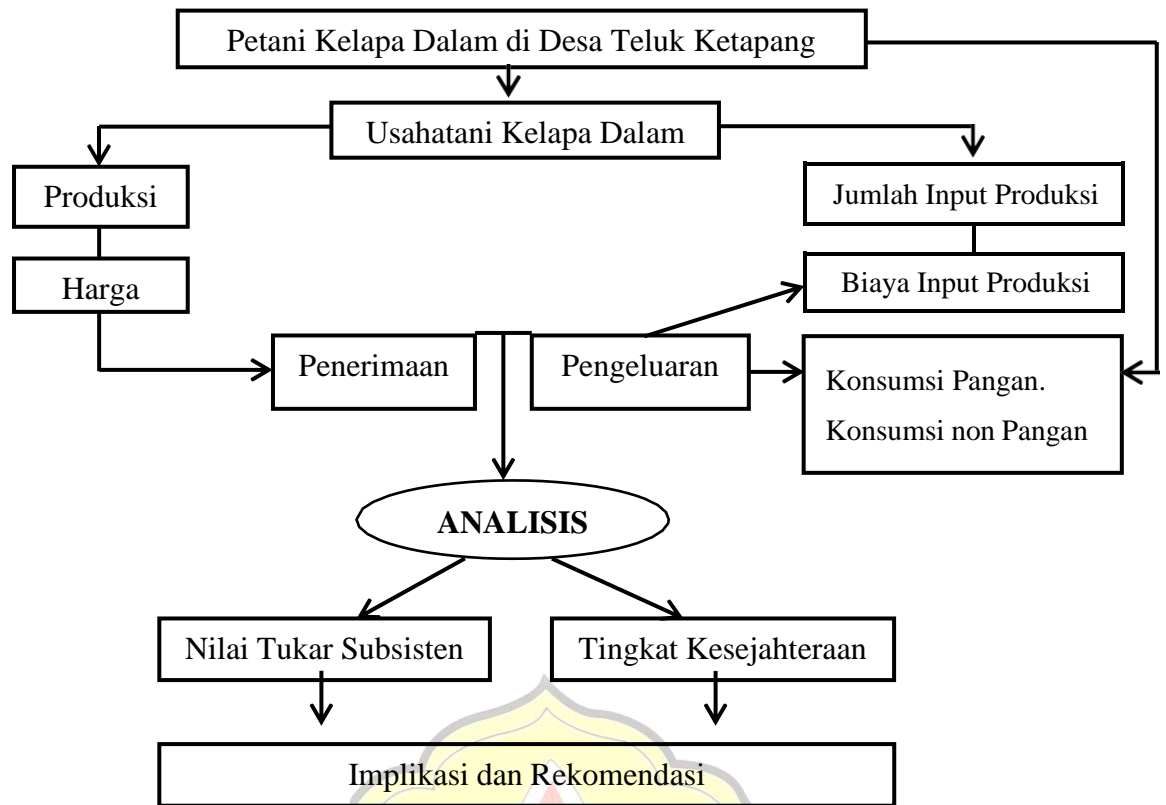 Petani Kelapa Dalam di Desa Teluk Ketapang
Usahatani Kelapa Dalam
Produksi
Jumlah Input Produksi
Harga
Biaya Input Produksi
Penerimaan
Pengeluaran
Konsumsi Pangan.
Konsumsi non Pangan
ANALISIS
Nilai Tukar Subsisten
Tingkat Kesejahteraan
Implikasi dan Rekomendasi